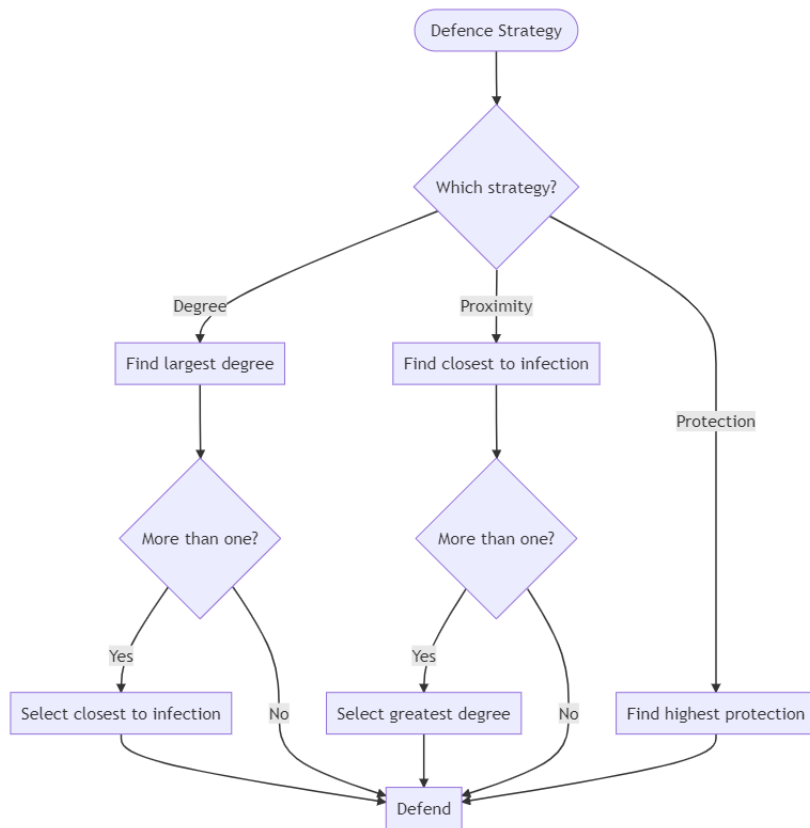 Defence Strategy
Which strategy?
Degree
Proximity
Find largest degree
Find closest to infection
Protection
More than one?
More than one?
Yes
Yes
Select closest to infection
No
Select greatest degree
No
Find highest protection
Defend